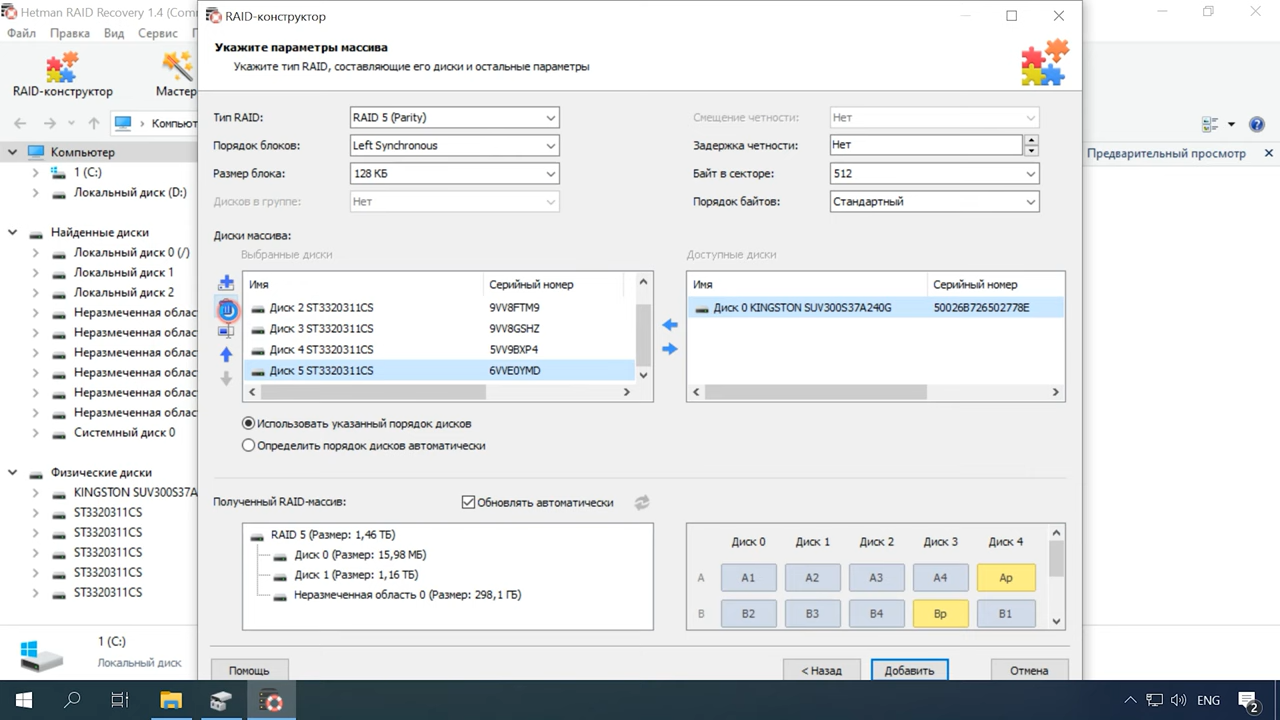 Hetman RAID Recovery 1.4 (Com
Файл Правка Вид Сервис
RAID-конструктор
Мастер
Компьют
Компьютер
1 (C:)
Локальный диск (D:)
Найденные диски
Локальный диск 0 (/)
Локальный диск 1
Локальный диск 2
Неразмеченная област
Неразмеченная област
Неразмеченная област
Неразмеченная област
Неразмеченная област
Неразмеченная област
Системный диск 0
Физические диски
KINGSTON SUV300S37A
ST3320311CS
ST3320311CS
ST3320311CS
ST3320311CS
ST3320311CS
1 (C:)
Локальный диск
RAID-конструктор
Укажите параметры массива
Укажите тип RAID, составляющие его диски и остальные параметры
Тип RAID: RAID 5 (Parity)
Порядок блоков: Left Synchronous
Размер блока: 128 КБ
Дисков в группе: Нет
Смещение четности: Нет
Задержка четности: Нет
Байт в секторе: 512
Порядок байтов: Стандартный
Диски массива:
Выбранные диски
Имя Серийный номер
Диск 2 ST3320311CS 9VV8FTM9
Диск 3 ST3320311CS 9VV8GSHZ
Диск 4 ST3320311CS 5VV9BXP4
Диск 5 ST3320311CS 6VVE0YMD
Доступные диски
Имя Серийный номер
Диск 0 KINGSTON SUV300S37A240G 50026B726502778E
Использовать указанный порядок дисков
Определить порядок дисков автоматически
Полученный RAID-массив:
Обновлять автоматически
RAID 5 (Размер: 1,46 ТБ)
Диск 0 (Размер: 15,98 МБ)
Диск 1 (Размер: 1,16 ТБ)
Неразмеченная область 0 (Размер: 298,1 ГБ)
Диск 0 Диск 1 Диск 2 Диск 3 Диск 4
A A1 A2 A3 A4 Ap
B B2 B3 B4 Bp B1
Помощь
< Назад
Добавить
Отмена
Предварительный просмотр
ENG
2